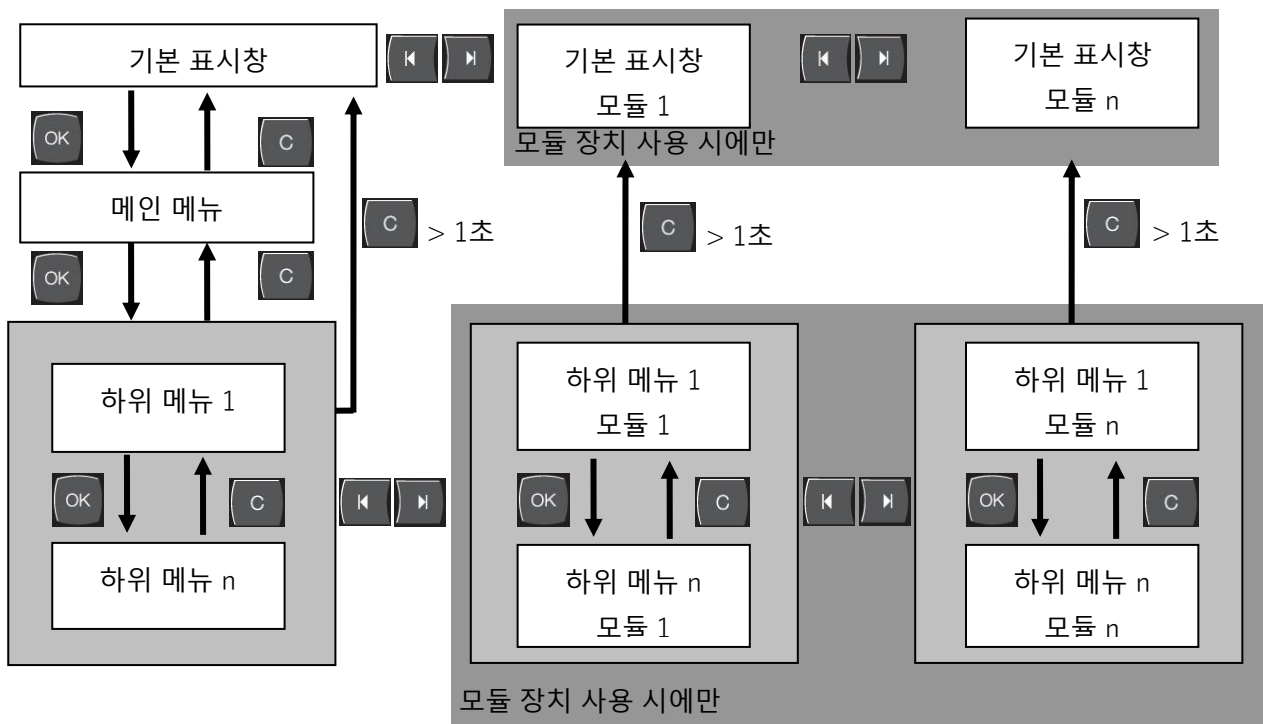 기본 표시창
기본 표시창
모듈 1
기본 표시창
모듈 n
모듈 장치 사용 시에만
OK
C
메인 메뉴
C > 1초
C > 1초
C > 1초
OK
C
하위 메뉴 1
하위 메뉴 1
모듈 1
하위 메뉴 1
모듈 n
OK
C
OK
C
OK
C
하위 메뉴 n
하위 메뉴 n
모듈 1
하위 메뉴 n
모듈 n
모듈 장치 사용 시에만